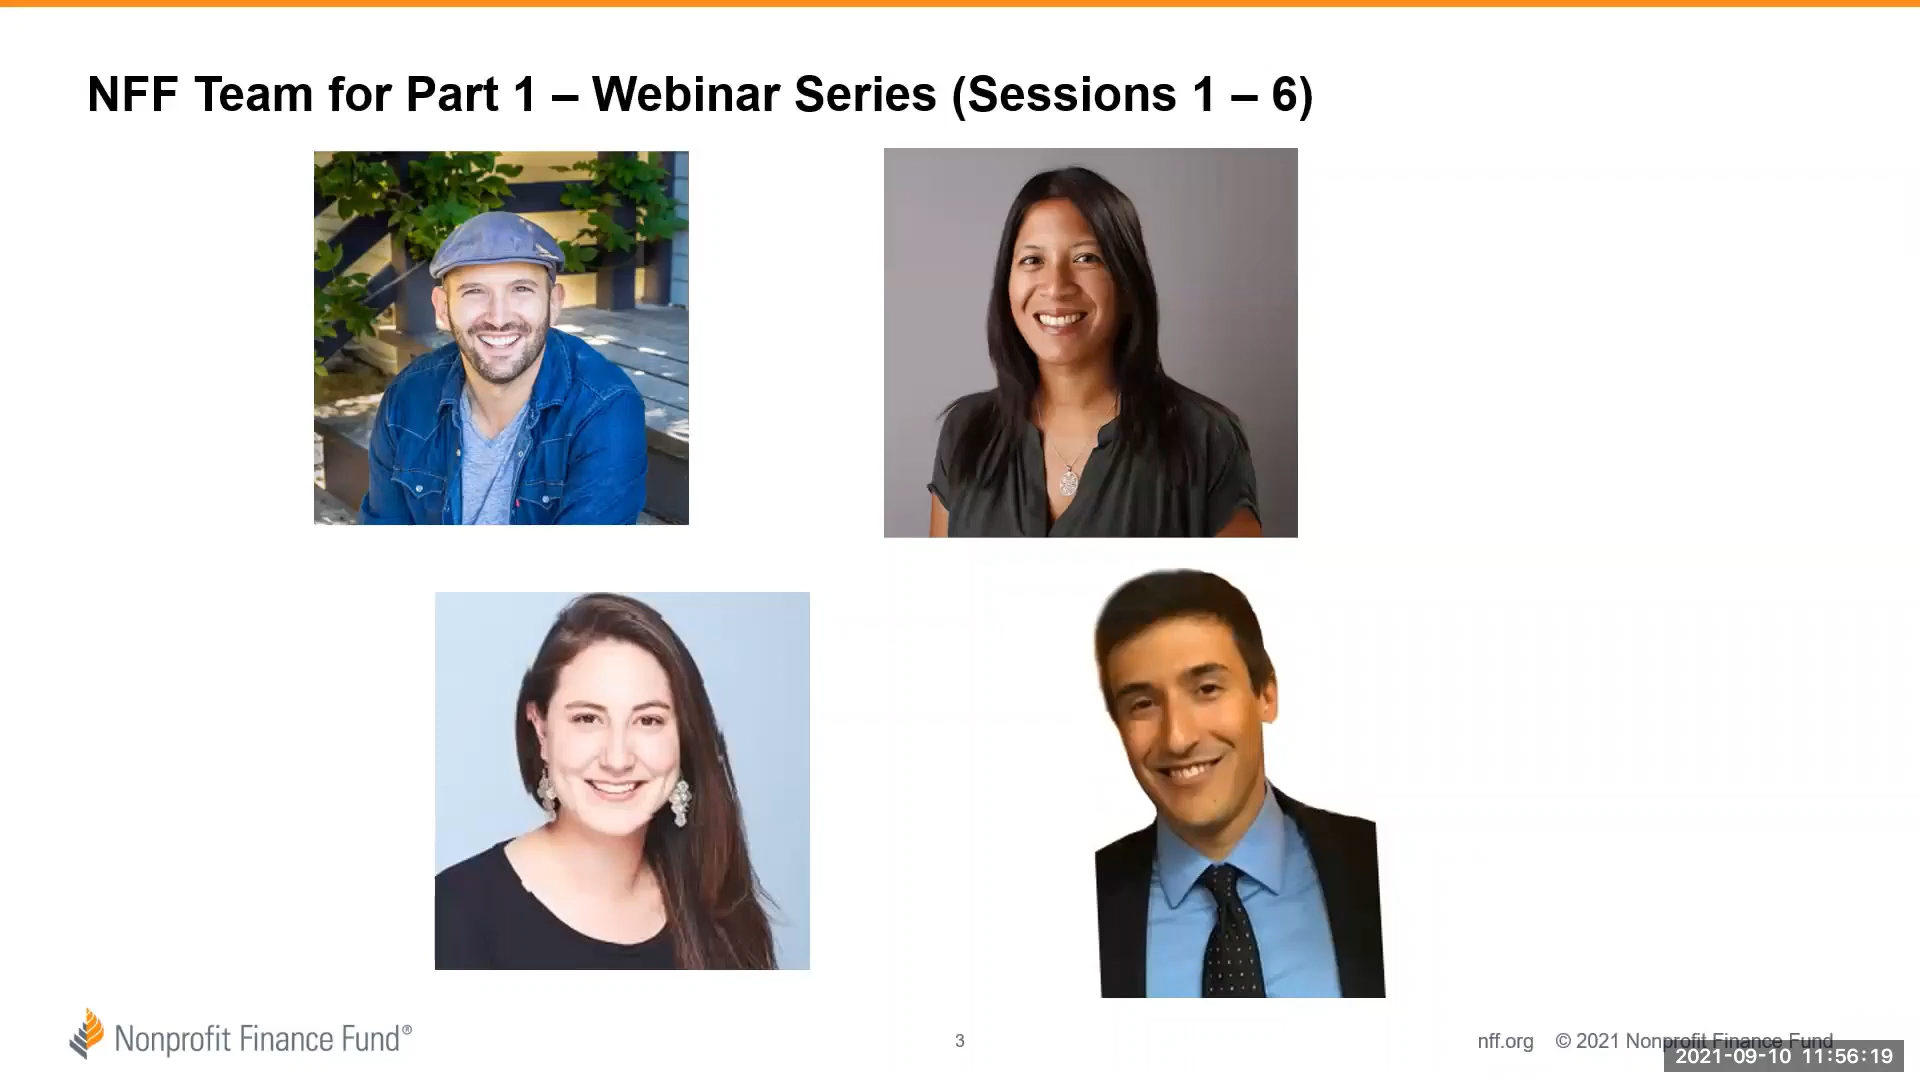 NFF Team for Part 1 – Webinar Series (Sessions 1 – 6)
Nonprofit Finance Fund®
3
nff.org © 2021 Nonprofit Finance Fund
2021-09-10 11:56:19